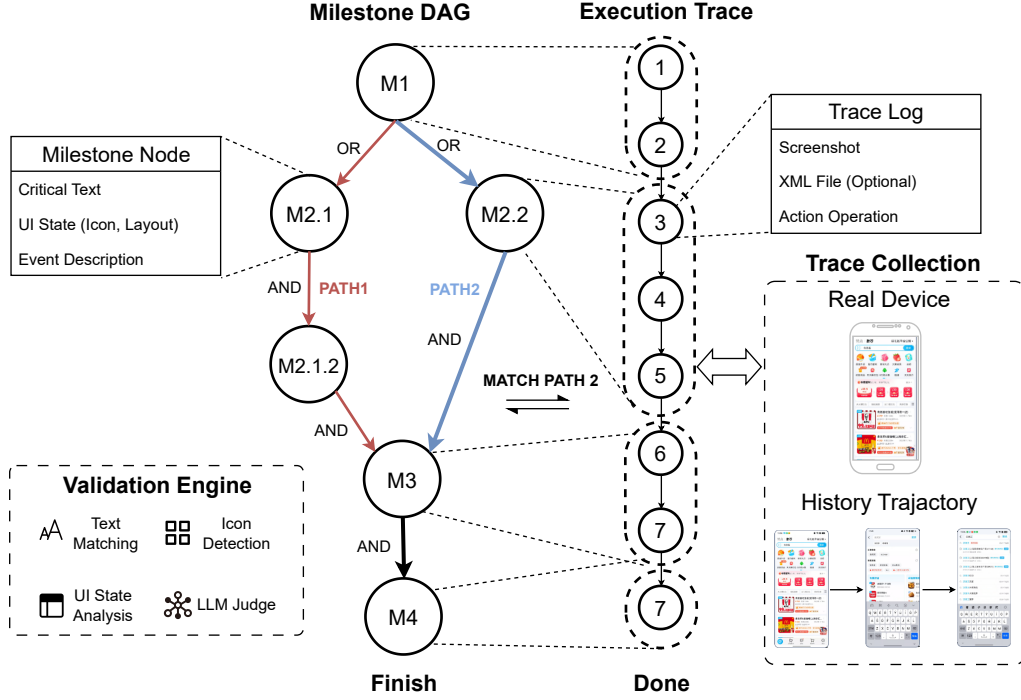 Milestone DAG
Execution Trace
M1
1
2
OR
OR
Milestone Node
Critical Text
UI State (Icon, Layout)
Event Description
M2.1
M2.2
3
Trace Log
Screenshot
XML File (Optional)
Action Operation
AND
PATH1
PATH2
AND
4
Trace Collection
Real Device
M2.1.2
MATCH PATH 2
5
AND
M3
6
Validation Engine
Text
Matching
Icon
Detection
UI State
Analysis
LLM Judge
AND
7
History Trajactory
M4
7
Finish
Done